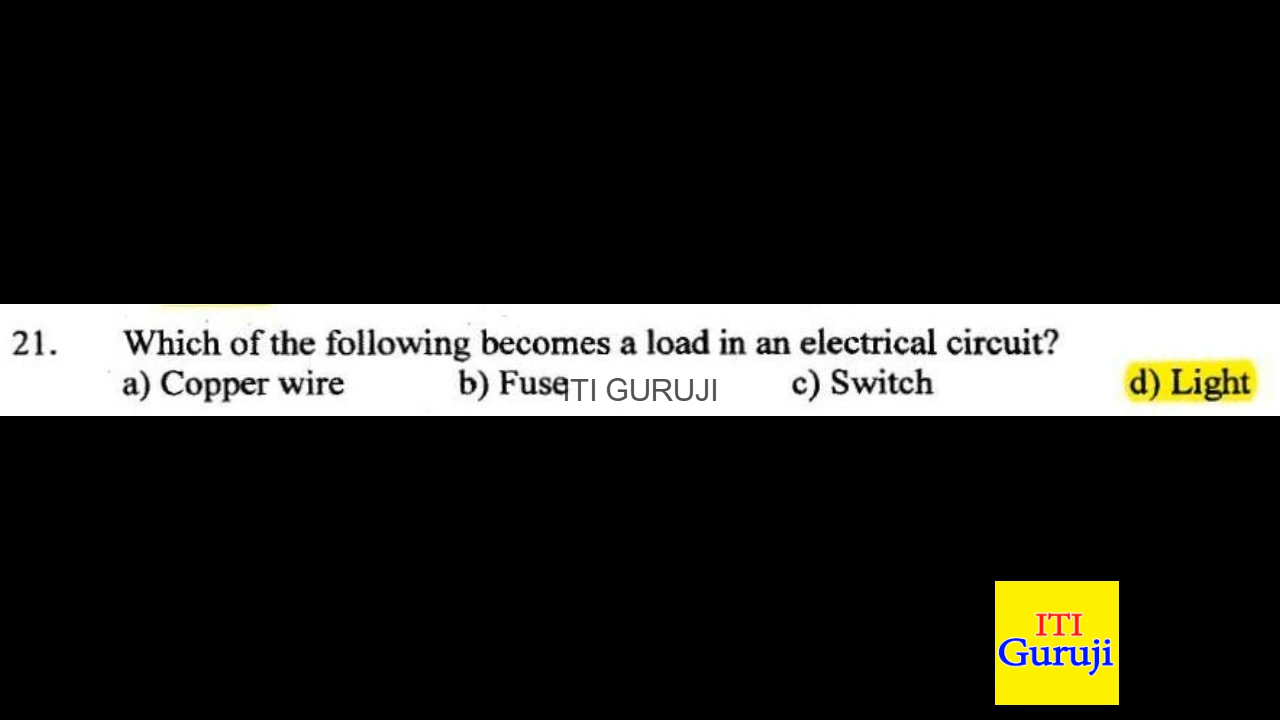 21. Which of the following becomes a load in an electrical circuit?
a) Copper wire b) Fuse c) Switch d) Light
ITI GURUJI
ITI
Guruji